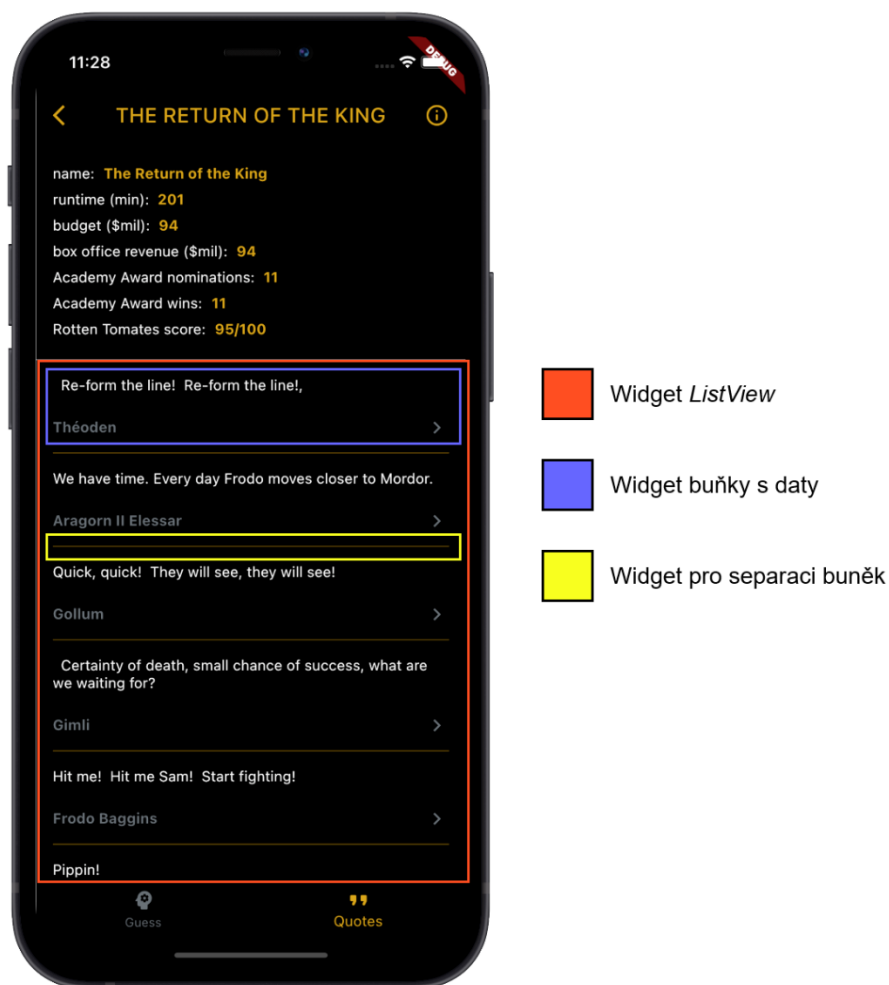 11:28
DEBUG
THE RETURN OF THE KING
name: The Return of the King
runtime (min): 201
budget ($mil): 94
box office revenue ($mil): 94
Academy Award nominations: 11
Academy Award wins: 11
Rotten Tomates score: 95/100
Re-form the line! Re-form the line!,
Théoden
We have time. Every day Frodo moves closer to Mordor.
Aragorn II Elessar
Quick, quick! They will see, they will see!
Gollum
Certainty of death, small chance of success, what are
we waiting for?
Gimli
Hit me! Hit me Sam! Start fighting!
Frodo Baggins
Pippin!
Guess
Quotes
Widget ListView
Widget buňky s daty
Widget pro separaci buněk